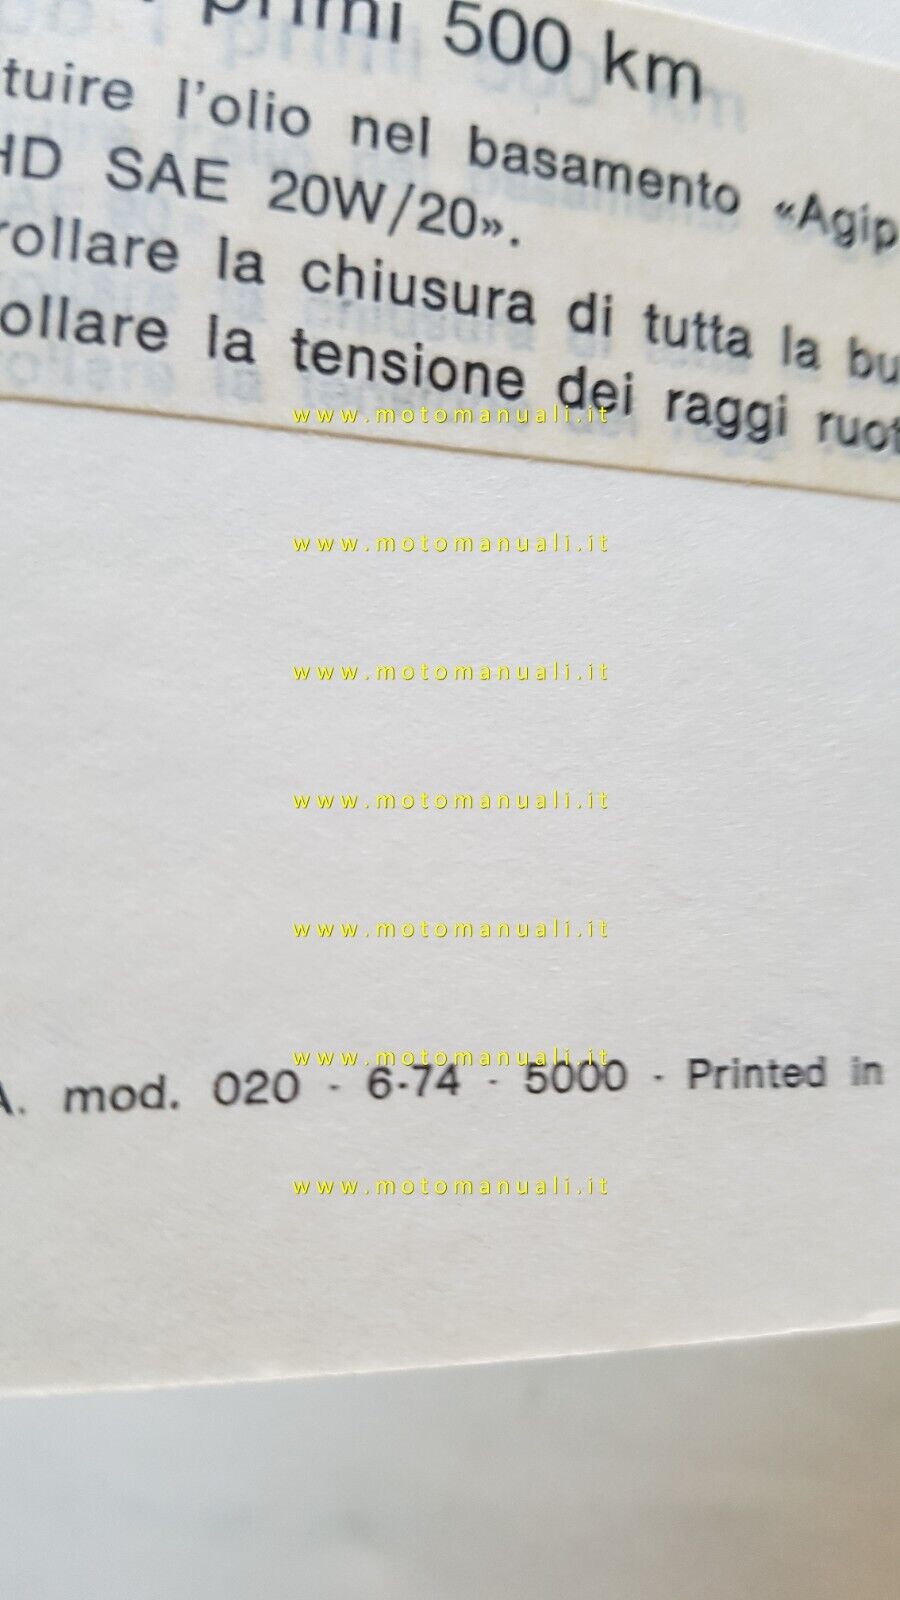 primi 500 km
tuire l'olio nel basamento «Agip
HD SAE 20W/20».
rollare la chiusura di tutta la bu
ollare la tensione dei raggi ruot
www.motomanuali.it
www.motomanuali.it
www.motomanuali.it
www.motomanuali.it
www.motomanuali.it
www.motomanuali.it
A. mod. 020 - 6-74 - 5000 - Printed in
www.motomanuali.it